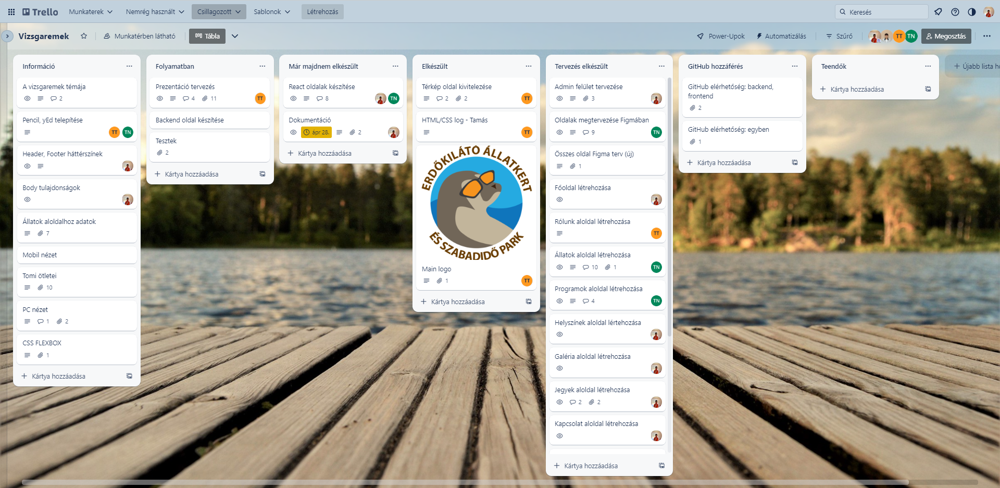 Trello
Munkaterek
Nemrég használt
Csillagozott
Sablonok
Létrehozás
Keresés
Vizsgaremek
Munkatérben látható
Tábla
Power-Upok
Automatizálás
Szűrő
TT
TN
Megosztás
Információ
A vizsgaremek témája
2
Pencil, yEd telepítése
TT
TN
Header, Footer háttérszínek
Body tulajdonságok
Állatok aloldalhoz adatok
7
Mobil nézet
Tomi ötletei
10
PC nézet
1
2
CSS FLEXBOX
1
Kártya hozzáadása
Folyamatban
Prezentáció tervezés
4
11
TT
Backend oldal készítése
Tesztek
2
Kártya hozzáadása
Már majdnem elkészült
React oldalak készítése
8
TN
Dokumentáció
ápr 28.
2
Kártya hozzáadása
Elkészült
Térkép oldal kivitelezése
2
2
TT
HTML/CSS log - Tamás
TT
ERDŐKILÁTÓ ÁLLATKERT
ÉS SZABADIDŐ PARK
Main logo
1
TT
Kártya hozzáadása
Tervezés elkészült
Admin felület tervezése
3
Oldalak megtervezése Figmában
9
TN
Összes oldal Figma terv (új)
1
Főoldal létrehozása
Rólunk aloldal létrehozása
TT
Állatok aloldal létrehozása
10
1
TN
Programok aloldal létrehozása
4
TN
Helyszínek aloldal lértehozása
Galéria aloldal létrehozása
Jegyek aloldal létrehozása
2
2
Kapcsolat aloldal létrehozása
Kártya hozzáadása
GitHub hozzáférés
GitHub elérhetőség: backend,
frontend
2
GitHub elérhetőség: egyben
1
Kártya hozzáadása
Teendők
Kártya hozzáadása
Újabb lista ho